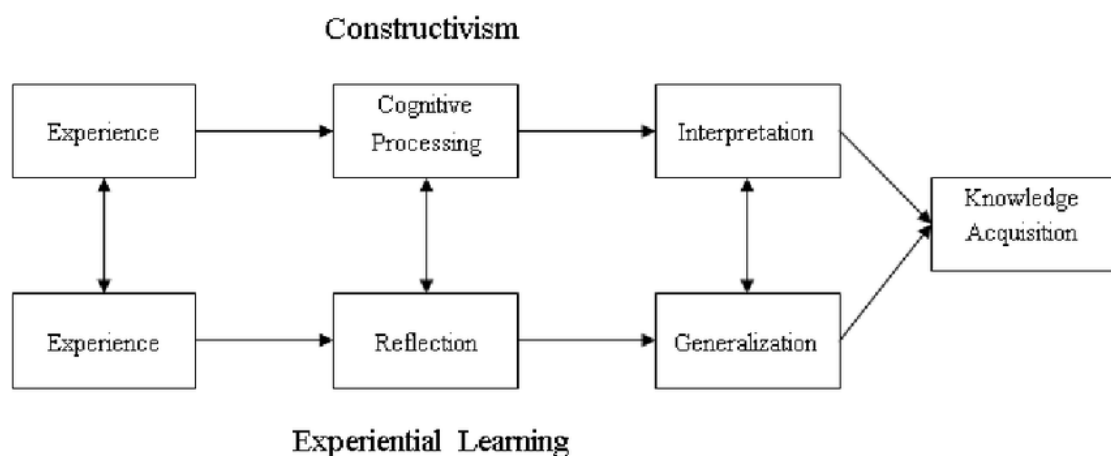 Constructivism
Experience
Cognitive
Processing
Interpretation
Knowledge
Acquisition
Experience
Reflection
Generalization
Experiential Learning